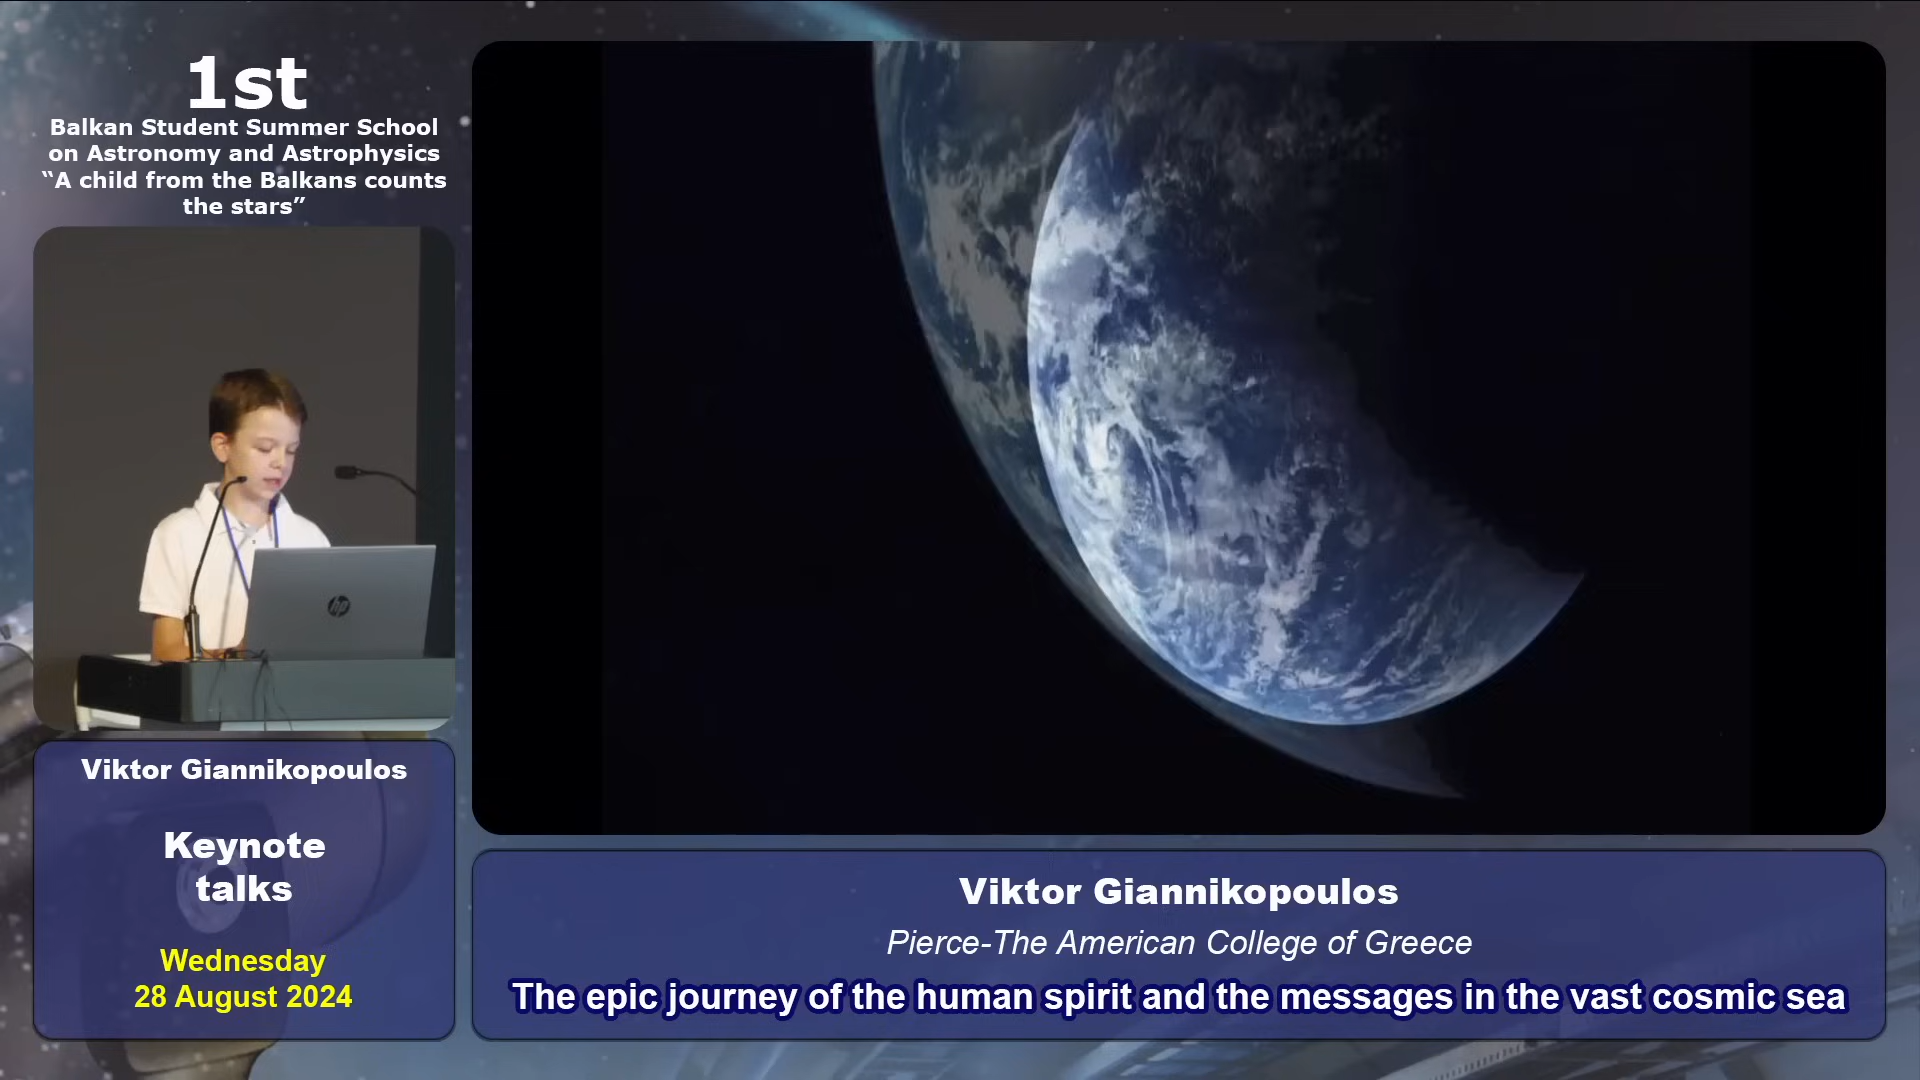 1st
Balkan Student Summer School
on Astronomy and Astrophysics
“A child from the Balkans counts
the stars”
hp
Viktor Giannikopoulos
Keynote
talks
Wednesday
28 August 2024
Viktor Giannikopoulos
Pierce-The American College of Greece
The epic journey of the human spirit and the messages in the vast cosmic sea